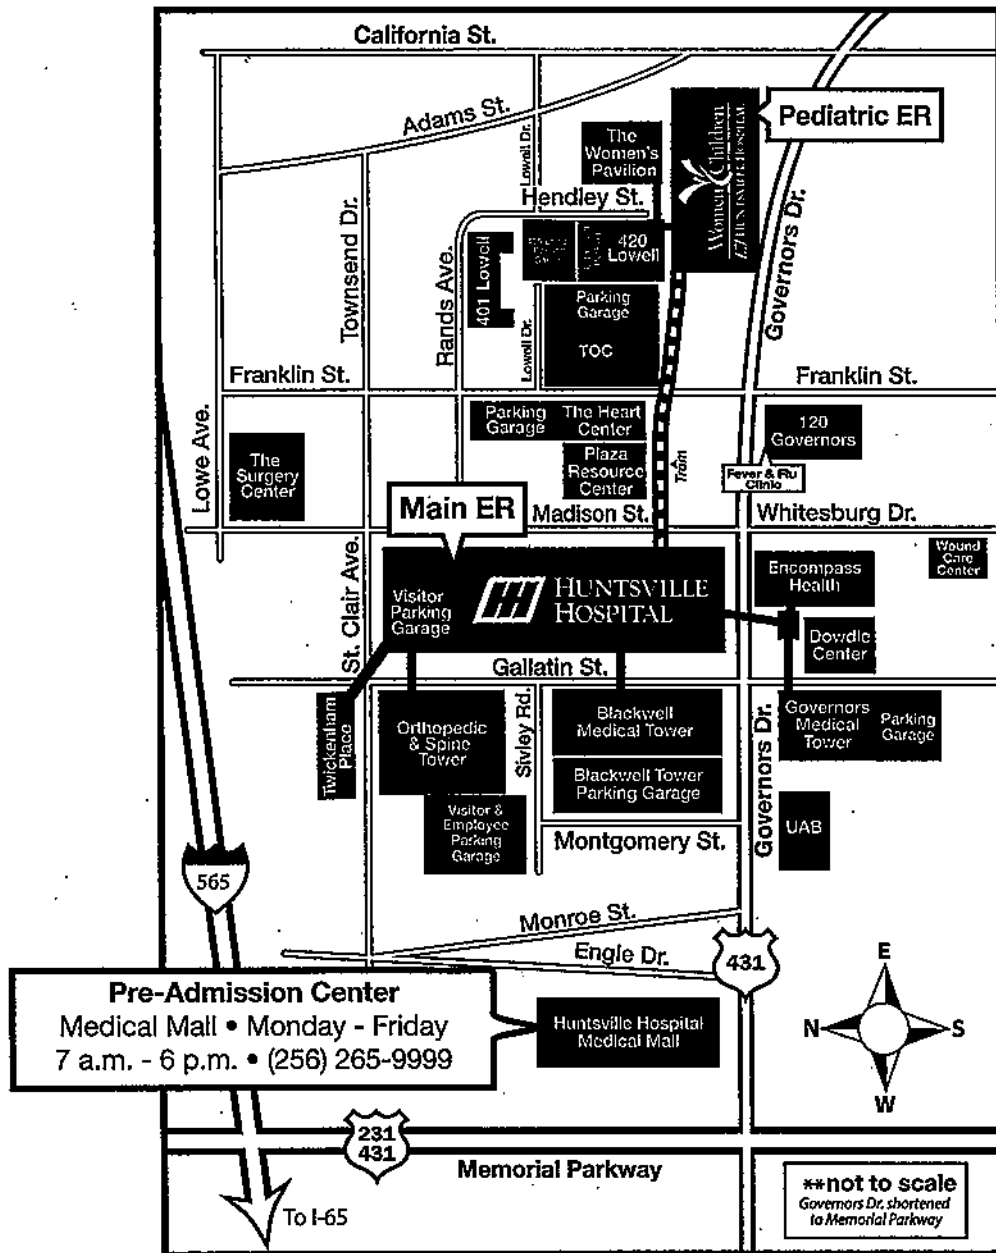 California St.
Adams St.
Pediatric ER
The
Women's
Pavilion
Lowell Dr.
Women Children
HUNTSVILLE HOSPITAL
Hendley St.
420
Lowell
401 Lowell
Townsend Dr.
Rands Ave.
Governors Dr.
Parking
Garage
TOC
Lowell Dr.
Franklin St.
Franklin St.
Lowe Ave.
Parking
Garage
The Heart
Center
120
Governors
The
Surgery
Center
Plaza
Resource
Center
Tram
Fever & Flu
Clinic
Main ER
Madison St.
Whitesburg Dr.
St. Clair Ave.
Visitor
Parking
Garage
HUNTSVILLE
HOSPITAL
Encompass
Health
Wound
Care
Center
Dowdle
Center
Gallatin St.
Twickenham
Place
Orthopedic
& Spine
Tower
Sivley Rd.
Blackwell
Medical Tower
Governors Dr.
Governors
Medical
Tower
Parking
Garage
Blackwell Tower
Parking Garage
Visitor &
Employee
Parking
Garage
Montgomery St.
UAB
565
Monroe St.
Engle Dr.
431
Pre-Admission Center
Medical Mall • Monday - Friday
7 a.m. - 6 p.m. • (256) 265-9999
Huntsville Hospital
Medical Mall
E
N
S
W
231
431
Memorial Parkway
To I-65
**not to scale
Governors Dr. shortened
to Memorial Parkway